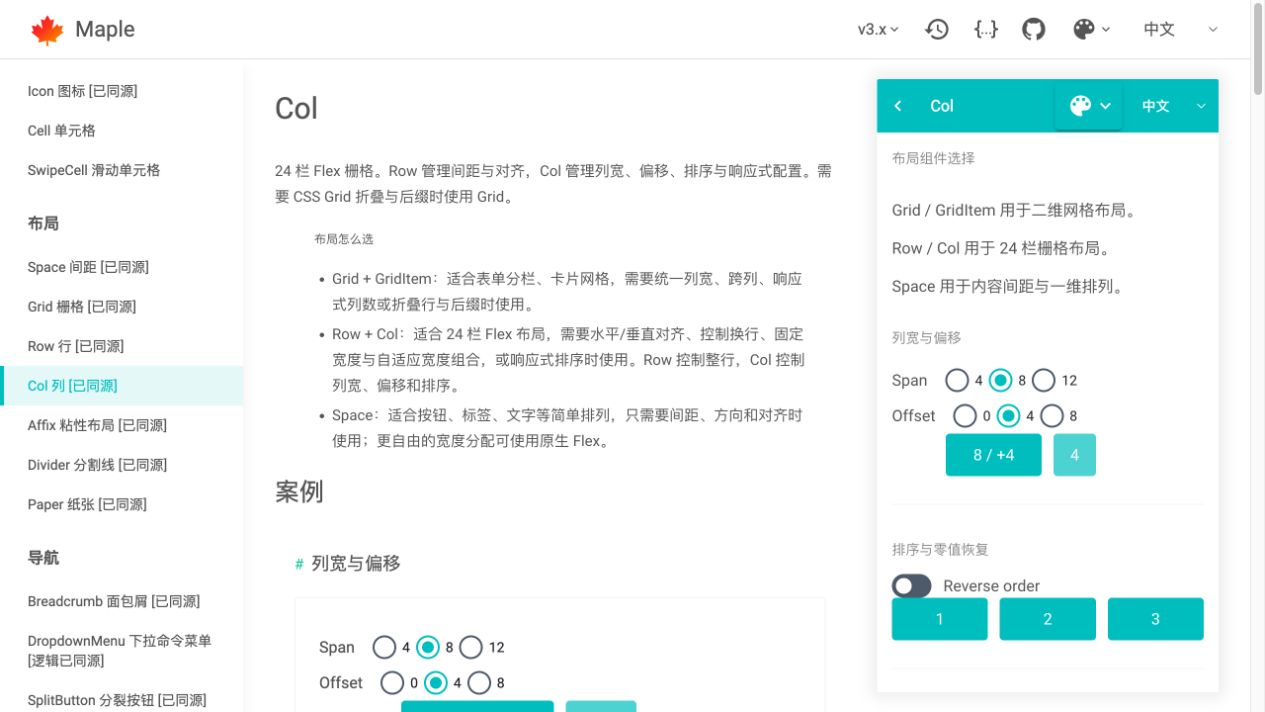 Maple
v3.x
{...}
中文
Icon 图标 [已同源]
Cell 单元格
SwipeCell 滑动单元格
布局
Space 间距 [已同源]
Grid 栅格 [已同源]
Row 行 [已同源]
Col 列 [已同源]
Affix 粘性布局 [已同源]
Divider 分割线 [已同源]
Paper 纸张 [已同源]
导航
Breadcrumb 面包屑 [已同源]
DropdownMenu 下拉命令菜单
[逻辑已同源]
SplitButton 分裂按钮 [已同源]
Col
24 栏 Flex 栅格。Row 管理间距与对齐，Col 管理列宽、偏移、排序与响应式配置。需
要 CSS Grid 折叠与后缀时使用 Grid。
布局怎么选
• Grid + GridItem：适合表单分栏、卡片网格，需要统一列宽、跨列、响应
式列数或折叠行与后缀时使用。
• Row + Col：适合 24 栏 Flex 布局，需要水平/垂直对齐、控制换行、固定
宽度与自适应宽度组合，或响应式排序时使用。Row 控制整行，Col 控制
列宽、偏移和排序。
• Space：适合按钮、标签、文字等简单排列，只需要间距、方向和对齐时
使用；更自由的宽度分配可使用原生 Flex。
案例
# 列宽与偏移
Span 4 8 12
Offset 0 4 8
Col
中文
布局组件选择
Grid / GridItem 用于二维网格布局。
Row / Col 用于 24 栏栅格布局。
Space 用于内容间距与一维排列。
列宽与偏移
Span 4 8 12
Offset 0 4 8
8 / +4 4
排序与零值恢复
Reverse order
1 2 3